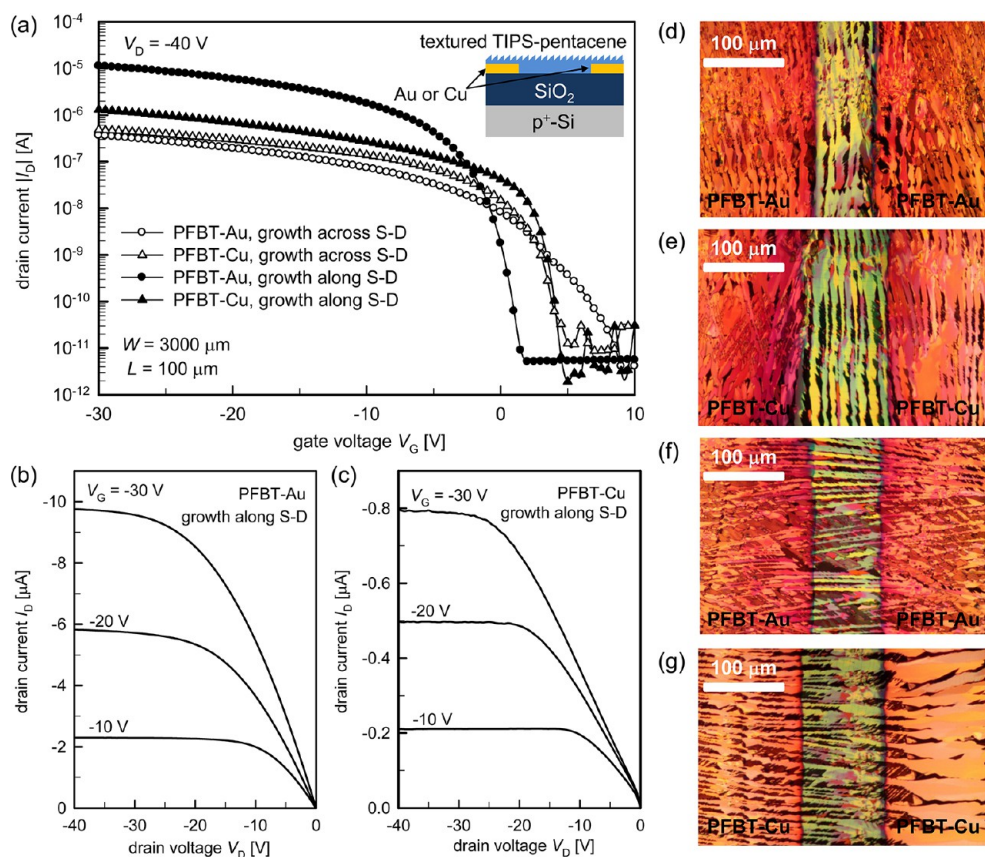 (a)
10⁻⁴
10⁻⁵
10⁻⁶
10⁻⁷
10⁻⁸
10⁻⁹
10⁻¹⁰
10⁻¹¹
10⁻¹²
drain current |I_D| [A]
V_D = -40 V
textured TIPS-pentacene
Au or Cu
SiO₂
p⁺-Si
PFBT-Au, growth across S-D
PFBT-Cu, growth across S-D
PFBT-Au, growth along S-D
PFBT-Cu, growth along S-D
W = 3000 µm
L = 100 µm
-30 -20 -10 0 10
gate voltage V_G [V]
(b)
-10
-8
-6
-4
-2
0
drain current I_D [µA]
V_G = -30 V
PFBT-Au
growth along S-D
-20 V
-10 V
-40 -30 -20 -10 0
drain voltage V_D [V]
(c)
-0.8
-0.6
-0.4
-0.2
0.0
drain current I_D [µA]
V_G = -30 V
PFBT-Cu
growth along S-D
-20 V
-10 V
-40 -30 -20 -10 0
drain voltage V_D [V]
(d)
100 µm
PFBT-Au PFBT-Au
(e)
100 µm
PFBT-Cu PFBT-Cu
(f)
100 µm
PFBT-Au PFBT-Au
(g)
100 µm
PFBT-Cu PFBT-Cu